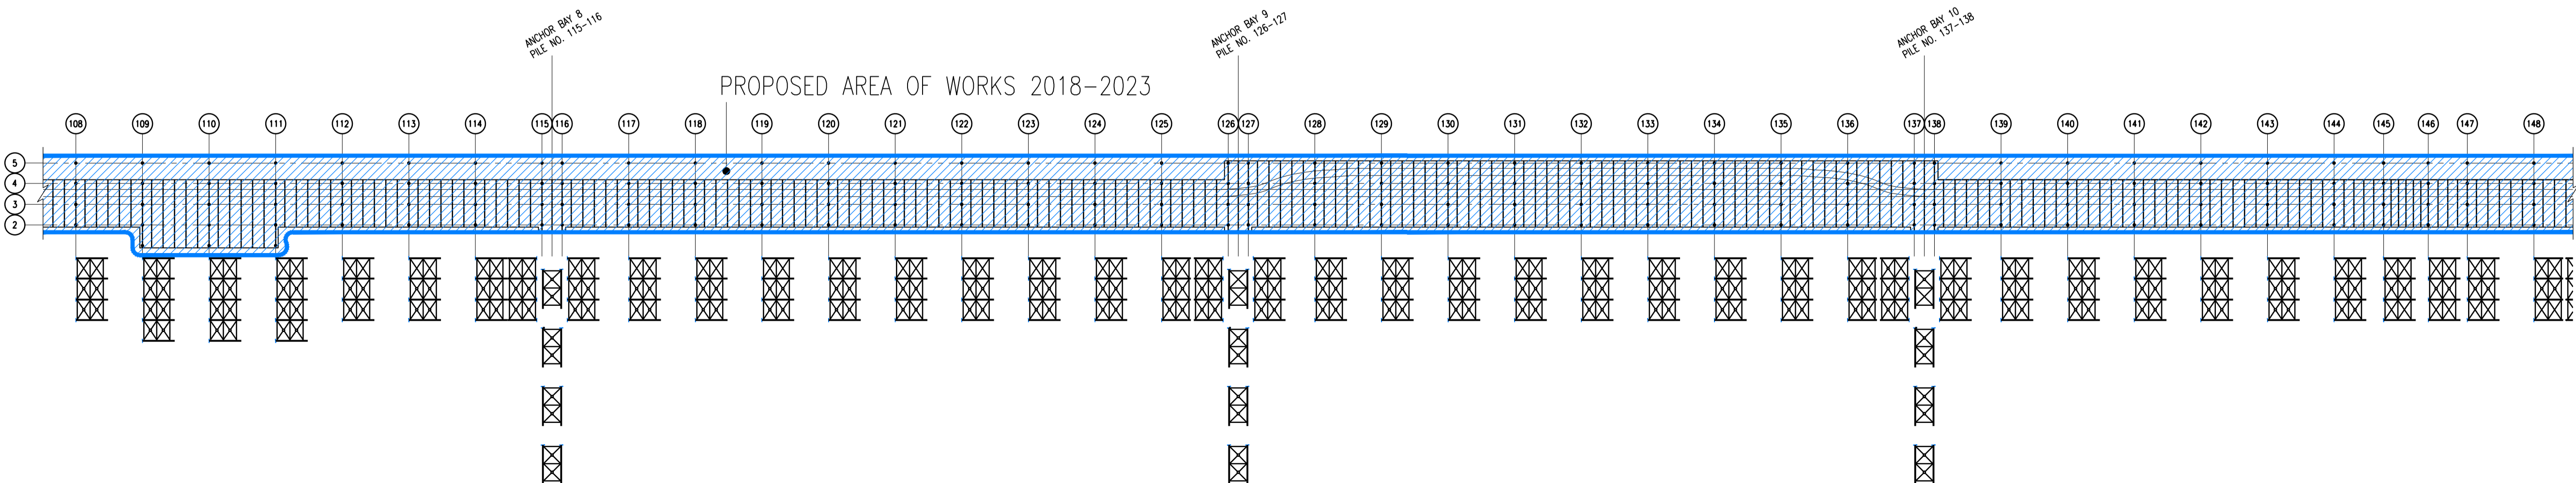 ANCHOR BAY 8
PILE NO. 115-116
ANCHOR BAY 9
PILE NO. 126-127
ANCHOR BAY 10
PILE NO. 137-138
PROPOSED AREA OF WORKS 2018-2023
108 109 110 111 112 113 114 115 116 117 118 119 120 121 122 123 124 125 126 127 128 129 130 131 132 133 134 135 136 137 138 139 140 141 142 143 144 145 146 147 148
5
4
3
2